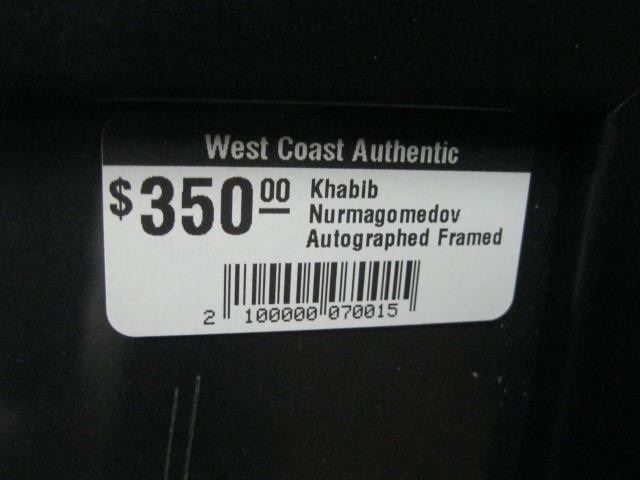 West Coast Authentic
$350.00 Khabib
Nurmagomedov
Autographed Framed
2 100000 070015